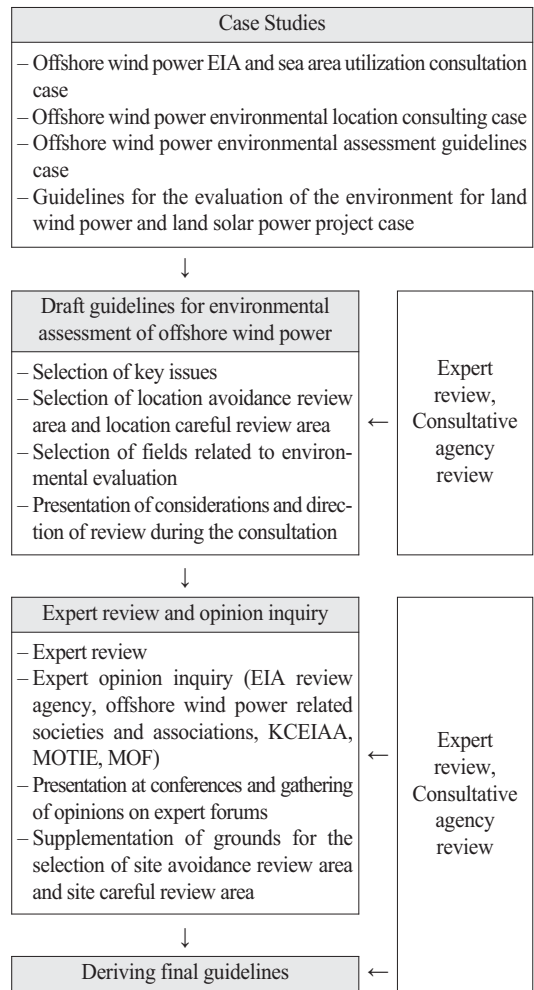 Case Studies
– Offshore wind power EIA and sea area utilization consultation
case
– Offshore wind power environmental location consulting case
– Offshore wind power environmental assessment guidelines
case
– Guidelines for the evaluation of the environment for land
wind power and land solar power project case
↓
Draft guidelines for environmental
assessment of offshore wind power
– Selection of key issues
– Selection of location avoidance review
area and location careful review area
– Selection of fields related to environ-
mental evaluation
– Presentation of considerations and direc-
tion of review during the consultation
←
Expert
review,
Consultative
agency
review
↓
Expert review and opinion inquiry
– Expert review
– Expert opinion inquiry (EIA review
agency, offshore wind power related
societies and associations, KCEIAA,
MOTIE, MOF)
– Presentation at conferences and gathering
of opinions on expert forums
– Supplementation of grounds for the
selection of site avoidance review area
and site careful review area
←
Expert
review,
Consultative
agency
review
↓
Deriving final guidelines
←